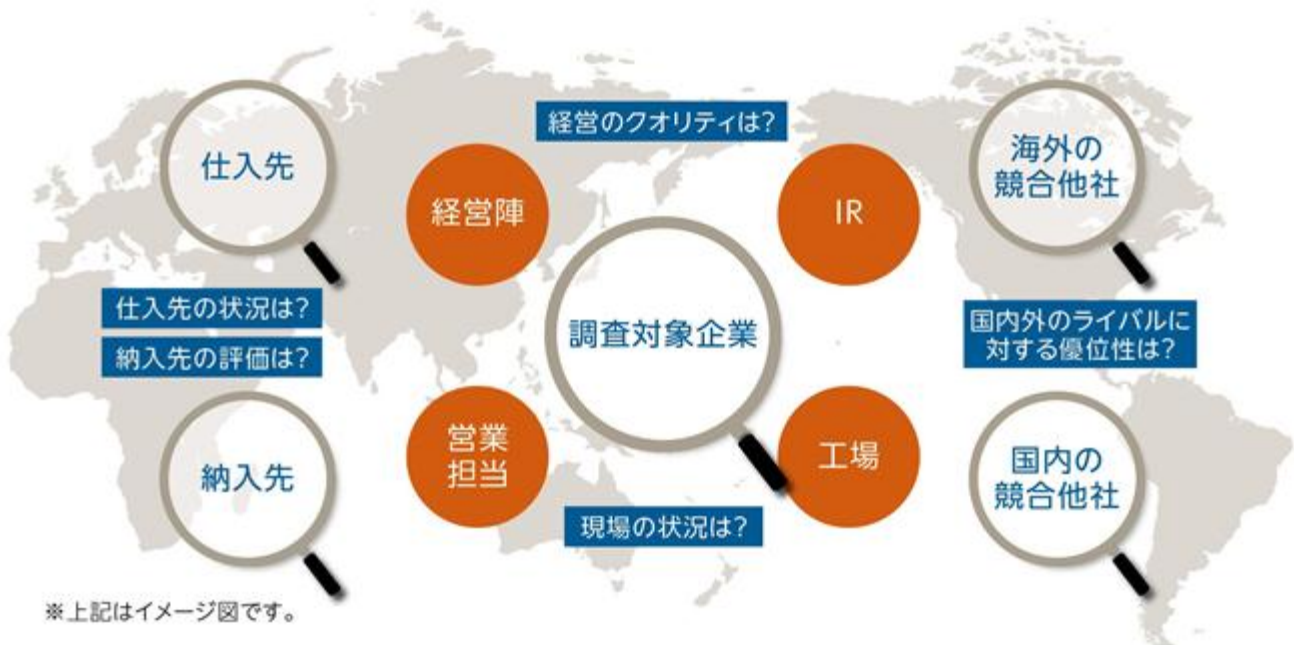 経営のクオリティは?
仕入先
経営陣
IR
海外の
競合他社
仕入先の状況は?
納入先の評価は?
調査対象企業
国内外のライバルに
対する優位性は?
納入先
営業
担当
工場
国内の
競合他社
現場の状況は?
※上記はイメージ図です。